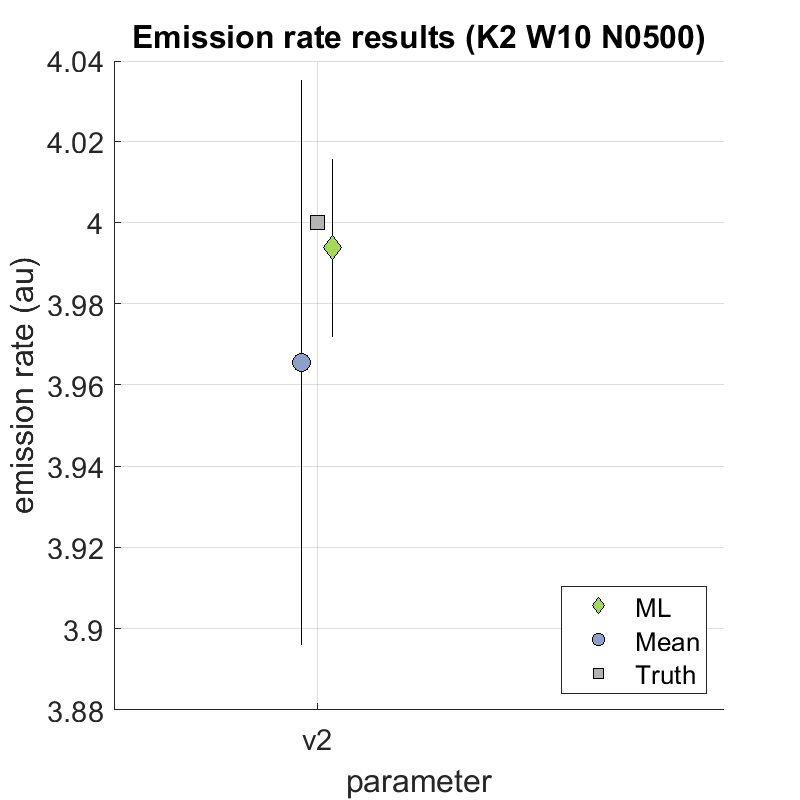 Emission rate results (K2 W10 N0500)
4.04
4.02
4
3.98
3.96
3.94
3.92
3.9
3.88
emission rate (au)
v2
parameter
ML
Mean
Truth